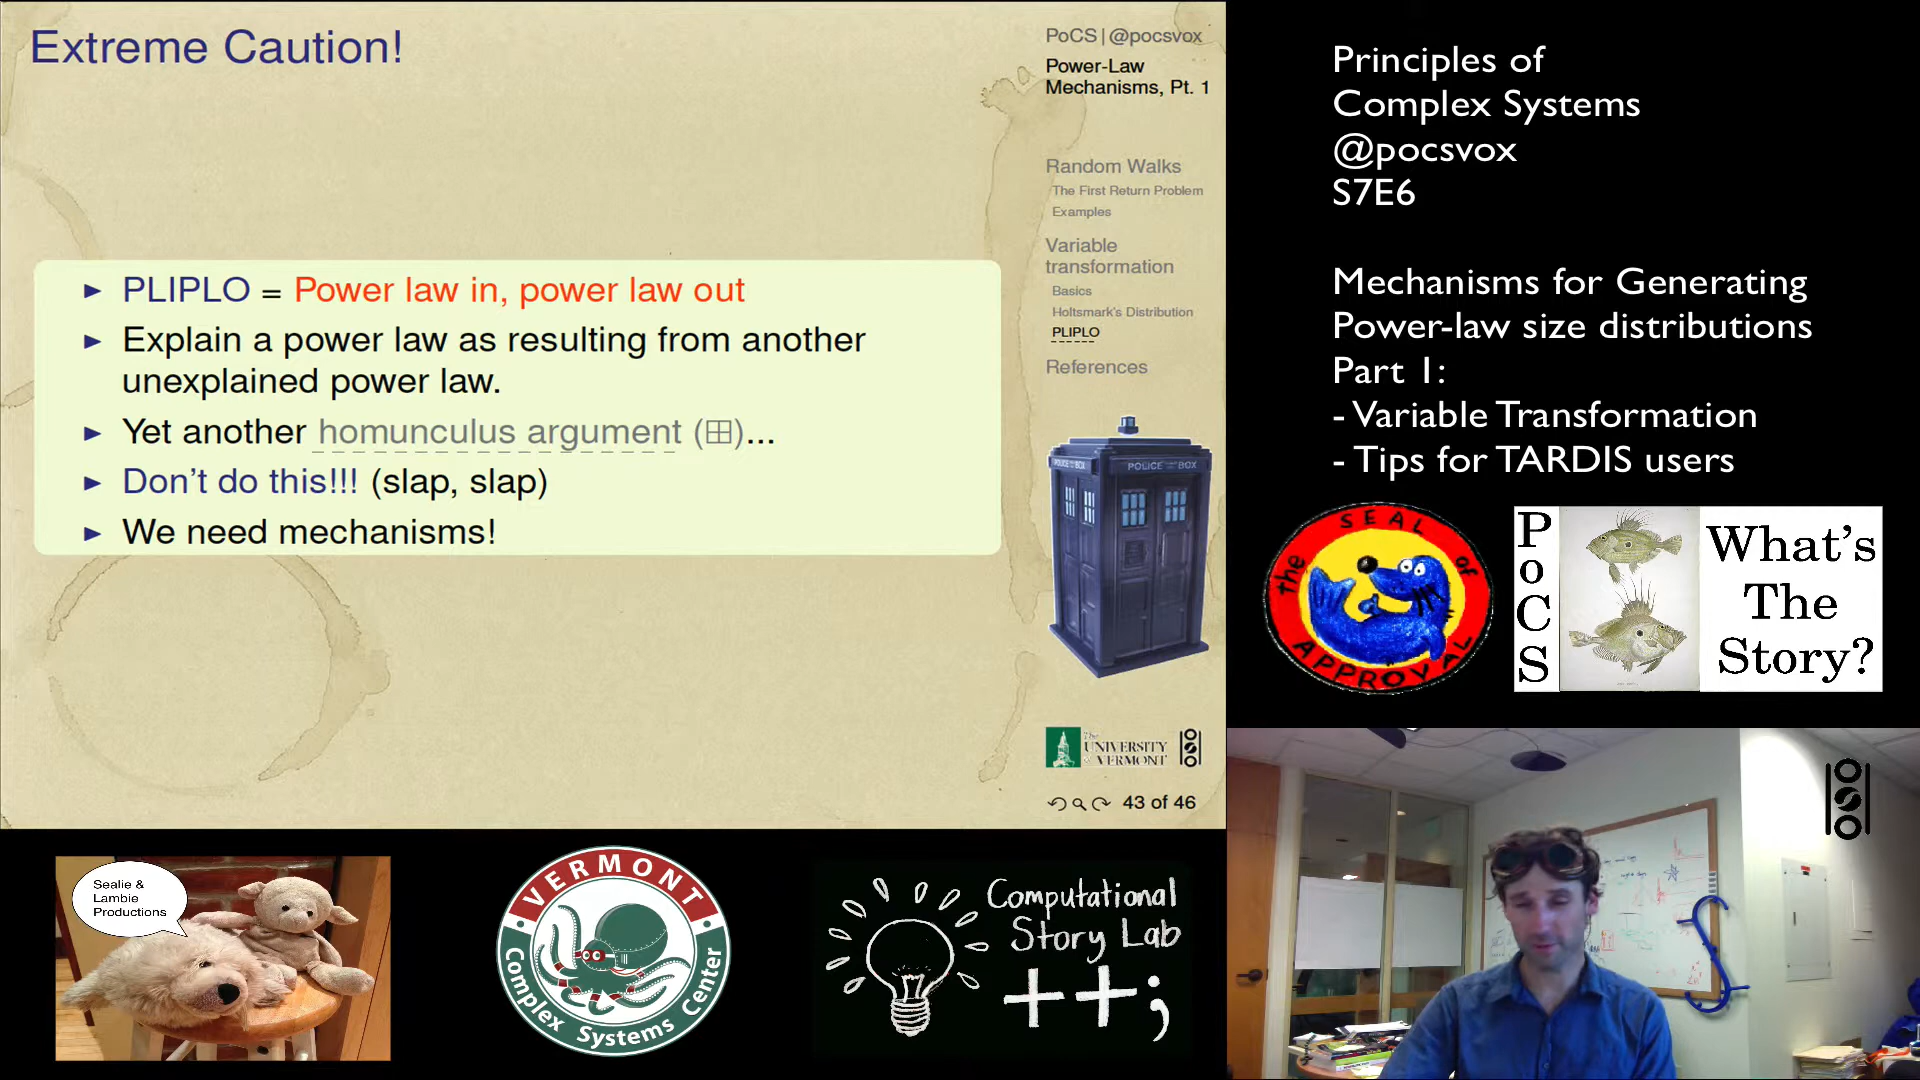 Extreme Caution!
PoCS | @pocsvox
Power-Law
Mechanisms, Pt. 1
Random Walks
The First Return Problem
Examples
Variable
transformation
Basics
Holtsmark's Distribution
PLIPLO
References
► PLIPLO = Power law in, power law out
► Explain a power law as resulting from another
unexplained power law.
► Yet another homunculus argument (⊞)...
► Don't do this!!! (slap, slap)
► We need mechanisms!
POLICE BOX
POLICE BOX
The
UNIVERSITY
of VERMONT
43 of 46
Principles of
Complex Systems
@pocsvox
S7E6
Mechanisms for Generating
Power-law size distributions
Part 1:
- Variable Transformation
- Tips for TARDIS users
the SEAL of APPROVAL
PoCS
What's
The
Story?
Sealie &
Lambie
Productions
VERMONT
Complex Systems Center
Computational
Story Lab
++;